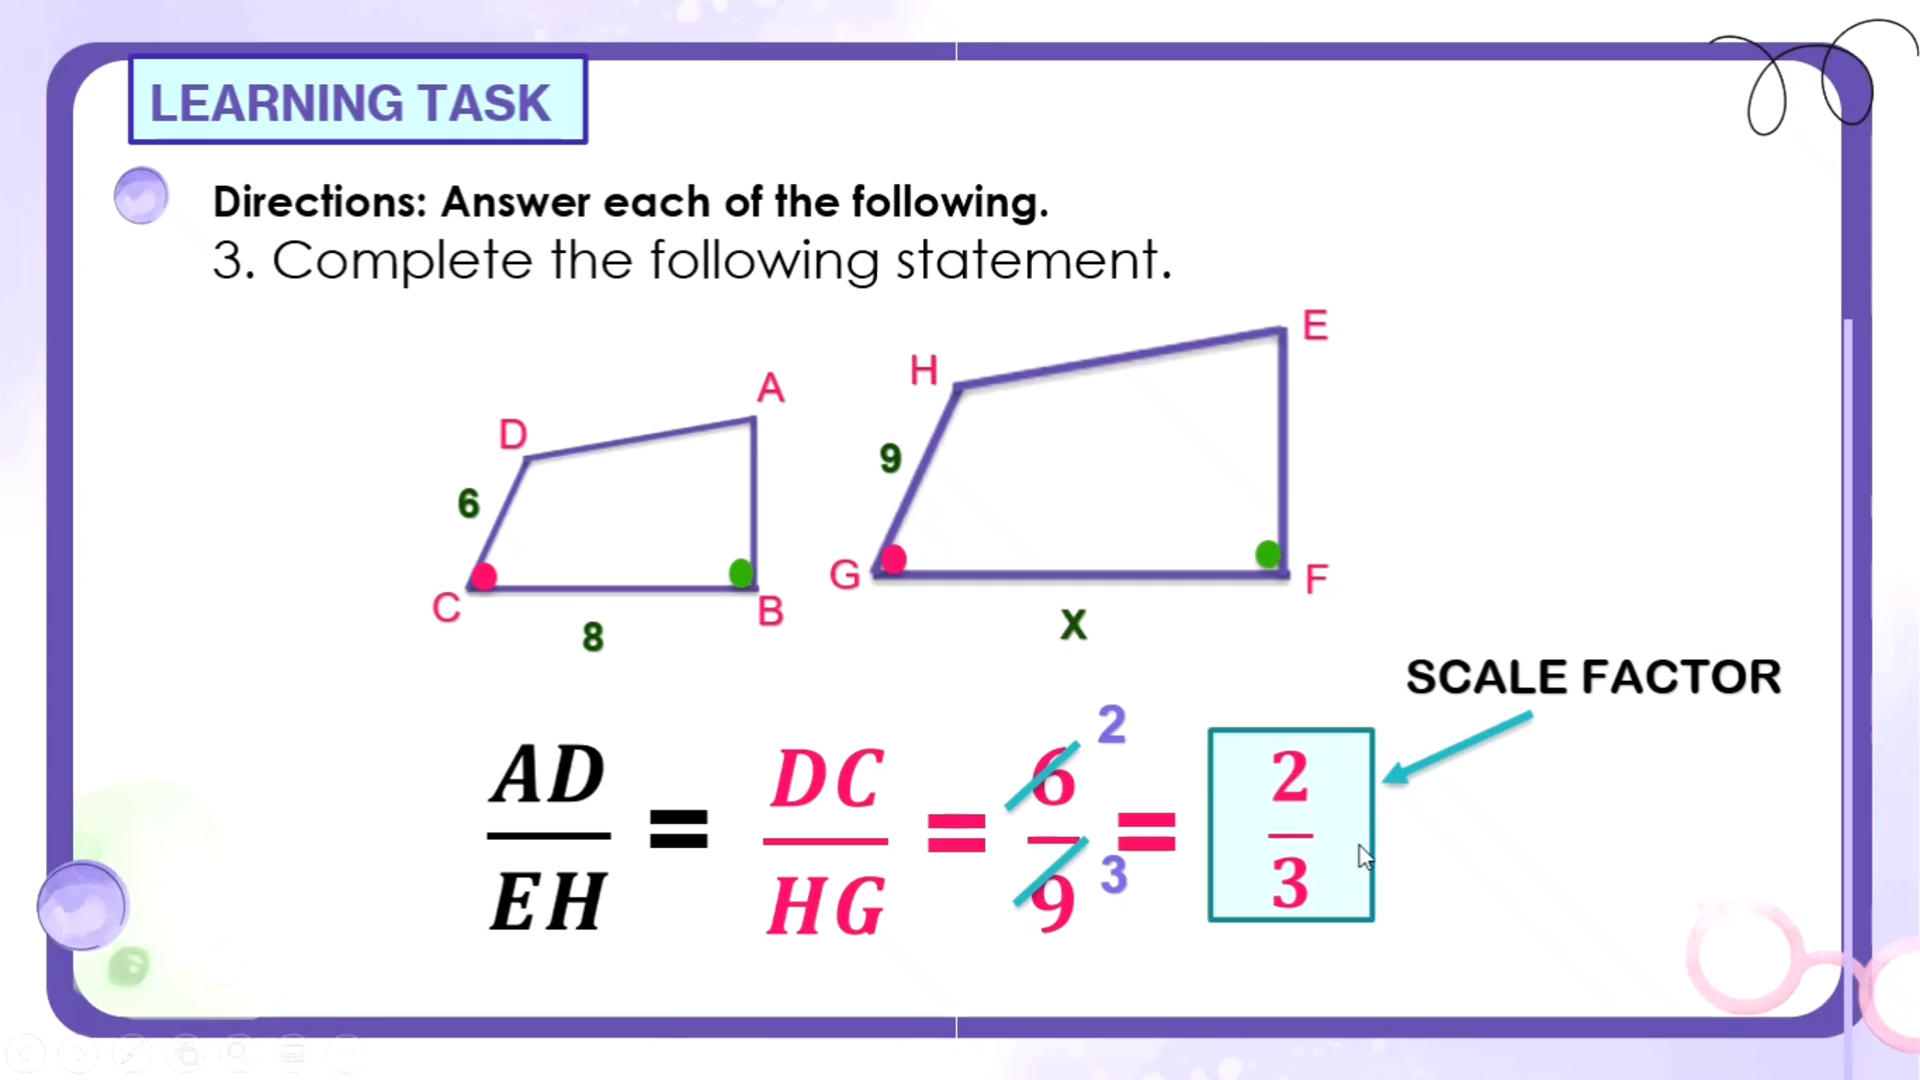 LEARNING TASK
Directions: Answer each of the following.
3. Complete the following statement.
E
H
A
D
9
6
G
F
C
B
8
X
SCALE FACTOR
AD/EH = DC/HG = 6/9 = 2/3
2
3